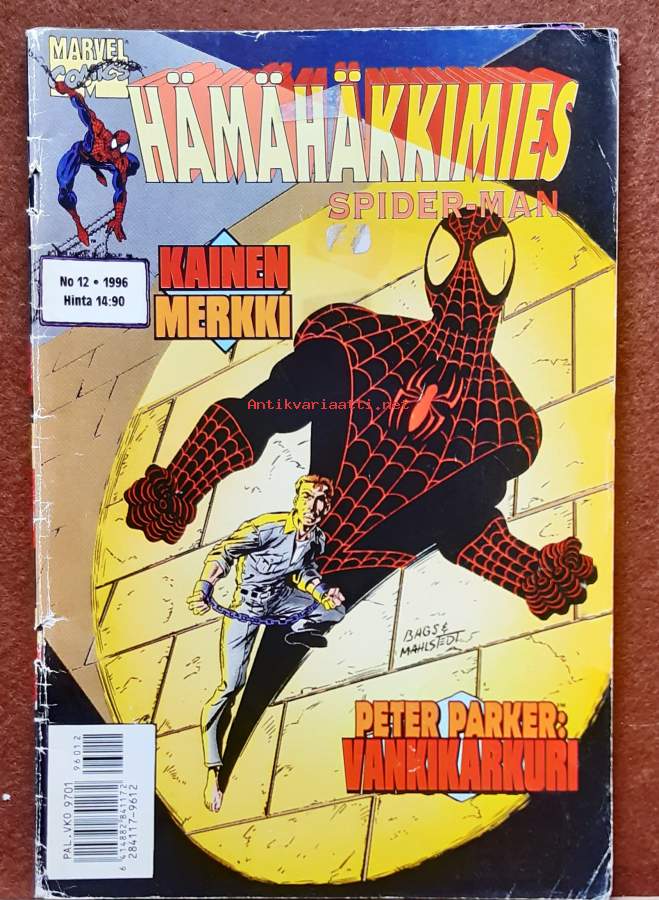 MARVEL
COMICS
HÄMÄHÄKKIMIES
SPIDER-MAN
No 12 • 1996
Hinta 14:90
KAINEN
MERKKI
Antikvariaatti.net
BAGS &
MAHLSTEDT
PETER PARKER:
VANKIKARKURI
PAL.VKO 9701
96012
6 414882 841172
284117-9612